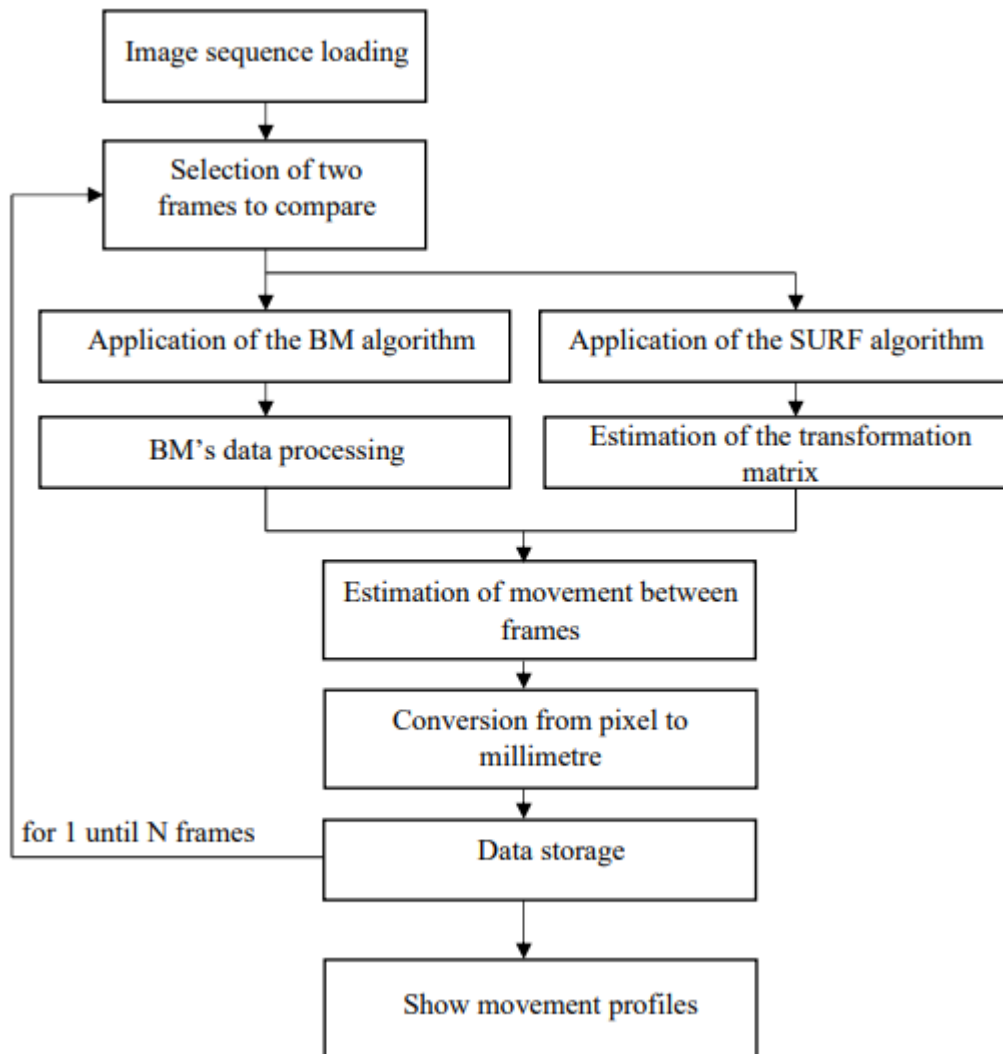 Image sequence loading
Selection of two
frames to compare
Application of the BM algorithm
Application of the SURF algorithm
BM’s data processing
Estimation of the transformation
matrix
Estimation of movement between
frames
Conversion from pixel to
millimetre
for 1 until N frames
Data storage
Show movement profiles